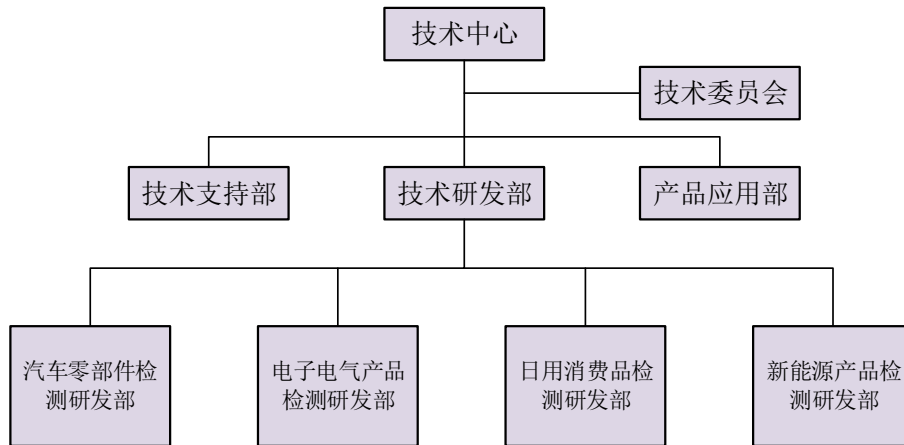 技术中心
技术委员会
技术支持部
技术研发部
产品应用部
汽车零部件检
测研发部
电子电气产品
检测研发部
日用消费品检
测研发部
新能源产品检
测研发部